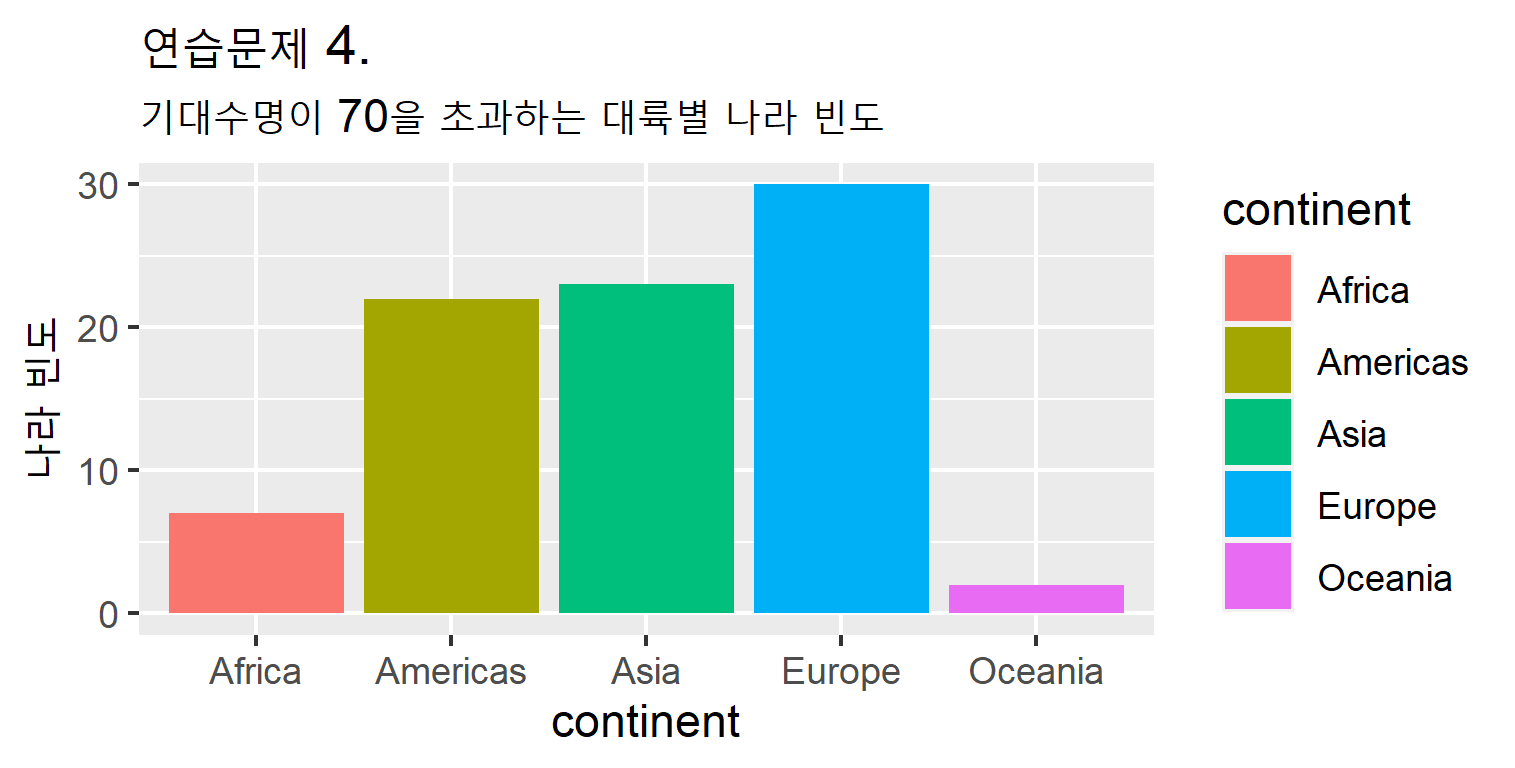 연습문제 4.
기대수명이 70을 초과하는 대륙별 나라 빈도
나라 빈도
30
20
10
0
Africa
Americas
Asia
Europe
Oceania
continent
continent
Africa
Americas
Asia
Europe
Oceania